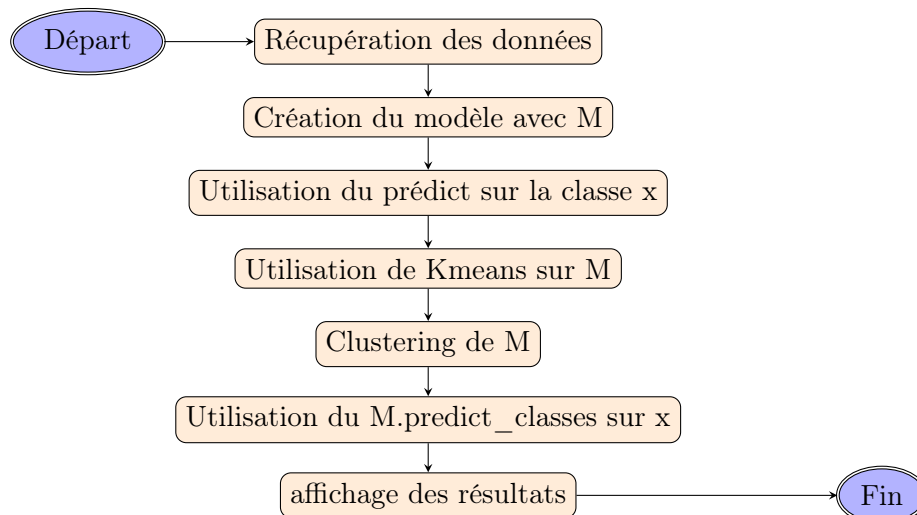 Départ
Récupération des données
Création du modèle avec M
Utilisation du prédict sur la classe x
Utilisation de Kmeans sur M
Clustering de M
Utilisation du M.predict_classes sur x
affichage des résultats
Fin